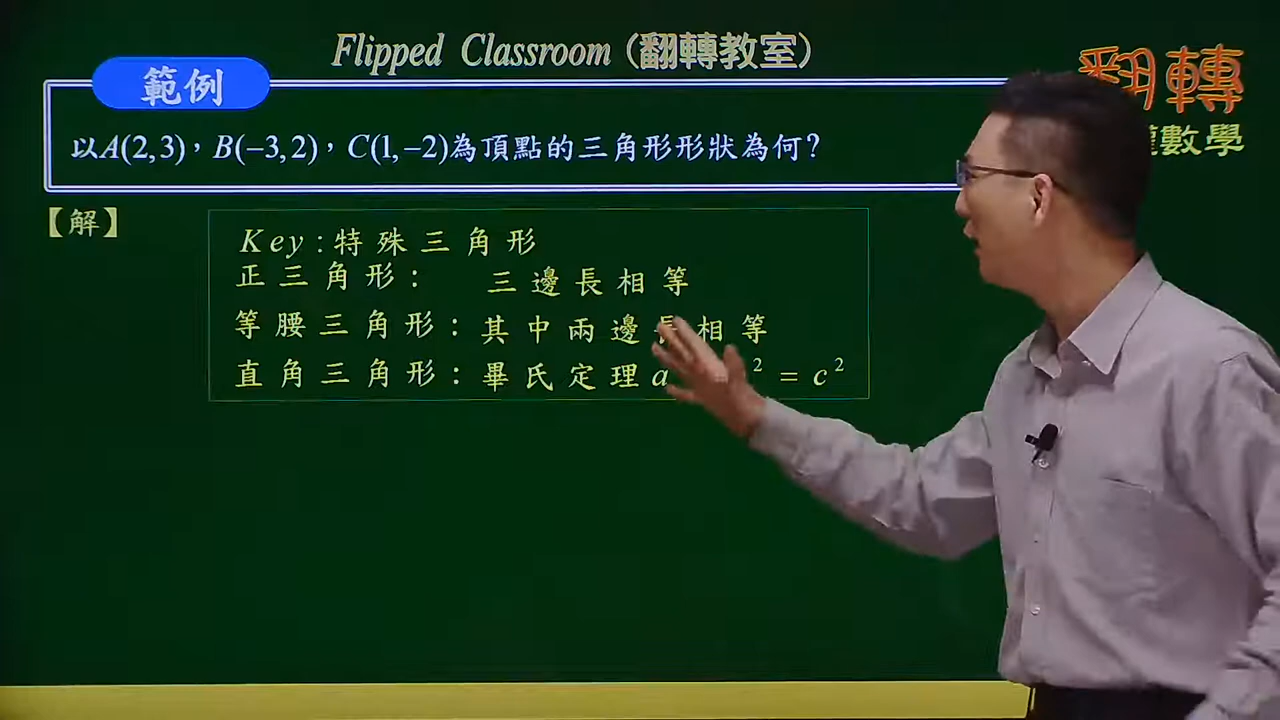 Flipped Classroom (翻轉教室)
翻轉
數學
範例
以A(2,3),B(−3,2),C(1,−2)為頂點的三角形形狀為何?
【解】
Key:特殊三角形
正三角形: 三邊長相等
等腰三角形:其中兩邊長相等
直角三角形:畢氏定理a ² = c²